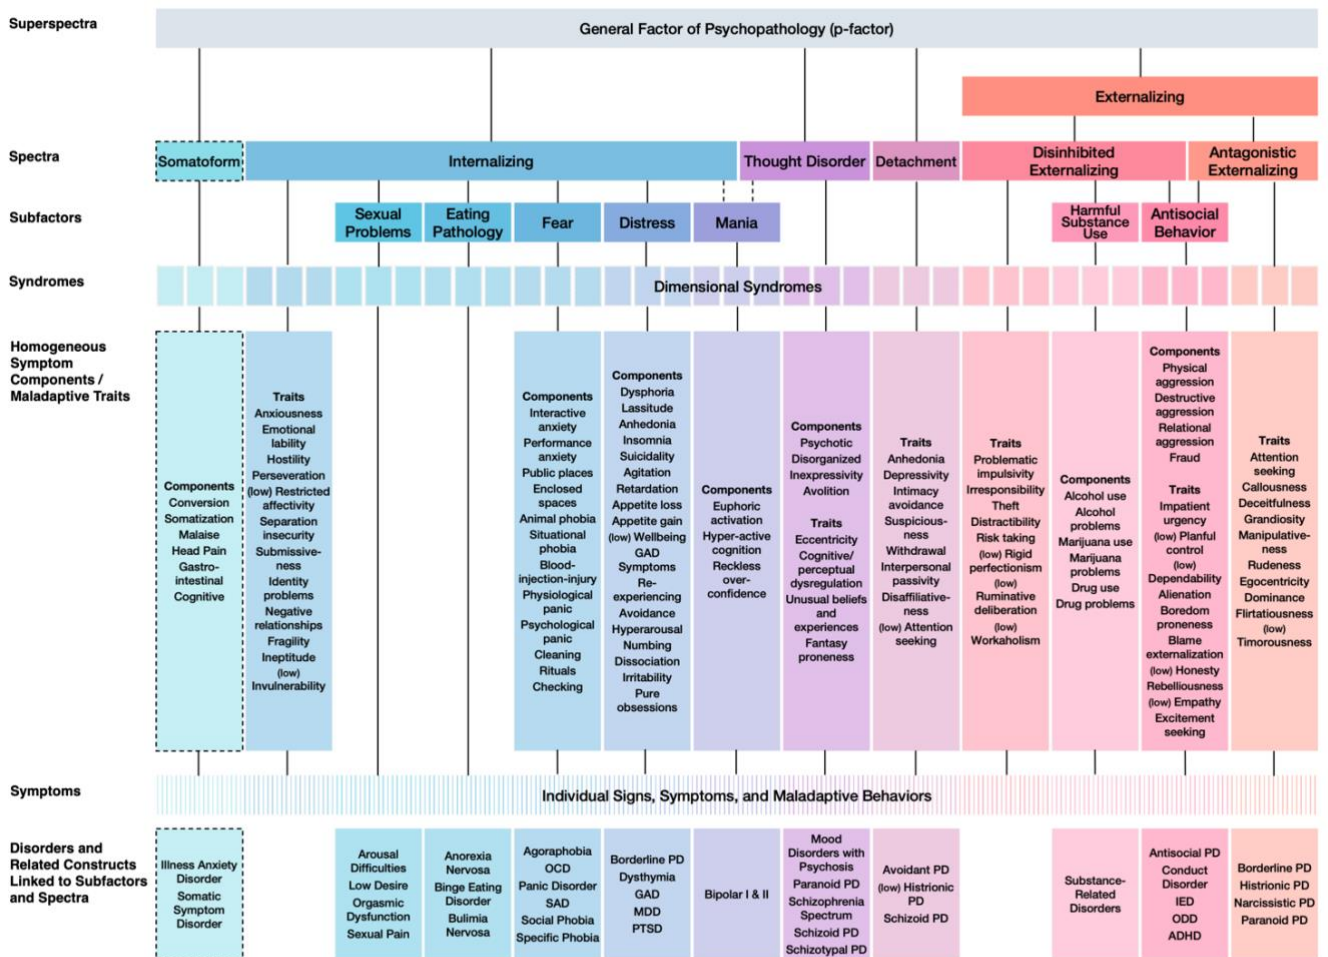 Superspectra
General Factor of Psychopathology (p-factor)
Externalizing
Spectra
Somatoform
Internalizing
Thought Disorder
Detachment
Disinhibited
Externalizing
Antagonistic
Externalizing
Subfactors
Sexual
Problems
Eating
Pathology
Fear
Distress
Mania
Harmful
Substance
Use
Antisocial
Behavior
Syndromes
Dimensional Syndromes
Homogeneous
Symptom
Components /
Maladaptive Traits
Components
Conversion
Somatization
Malaise
Head Pain
Gastro-
intestinal
Cognitive
Traits
Anxiousness
Emotional
lability
Hostility
Perseveration
(low) Restricted
affectivity
Separation
insecurity
Submissive-
ness
Identity
problems
Negative
relationships
Fragility
Ineptitude
(low)
Invulnerability
Components
Interactive
anxiety
Performance
anxiety
Public places
Enclosed
spaces
Animal phobia
Situational
phobia
Blood-
injection-injury
Physiological
panic
Psychological
panic
Cleaning
Rituals
Checking
Components
Dysphoria
Lassitude
Anhedonia
Insomnia
Suicidality
Agitation
Retardation
Appetite loss
Appetite gain
(low) Wellbeing
GAD
Symptoms
Re-
experiencing
Avoidance
Hyperarousal
Numbing
Dissociation
Irritability
Pure
obsessions
Components
Euphoric
activation
Hyper-active
cognition
Reckless
over-
confidence
Components
Psychotic
Disorganized
Inexpressivity
Avolition
Traits
Eccentricity
Cognitive/
perceptual
dysregulation
Unusual beliefs
and
experiences
Fantasy
proneness
Traits
Anhedonia
Depressivity
Intimacy
avoidance
Suspicious-
ness
Withdrawal
Interpersonal
passivity
Disaffiliative-
ness
(low) Attention
seeking
Traits
Problematic
impulsivity
Irresponsibility
Theft
Distractibility
Risk taking
(low) Rigid
perfectionism
(low)
Ruminative
deliberation
(low)
Workaholism
Components
Alcohol use
Alcohol
problems
Marijuana use
Marijuana
problems
Drug use
Drug problems
Components
Physical
aggression
Destructive
aggression
Relational
aggression
Fraud
Traits
Impatient
urgency
(low) Planful
control
(low)
Dependability
Alienation
Boredom
proneness
Blame
externalization
(low) Honesty
Rebelliousness
(low) Empathy
Excitement
seeking
Traits
Attention
seeking
Callousness
Deceitfulness
Grandiosity
Manipulative-
ness
Rudeness
Egocentricity
Dominance
Flirtatiousness
(low)
Timorousness
Symptoms
Individual Signs, Symptoms, and Maladaptive Behaviors
Disorders and
Related Constructs
Linked to Subfactors
and Spectra
Illness Anxiety
Disorder
Somatic
Symptom
Disorder
Arousal
Difficulties
Low Desire
Orgasmic
Dysfunction
Sexual Pain
Anorexia
Nervosa
Binge Eating
Disorder
Bulimia
Nervosa
Agoraphobia
OCD
Panic Disorder
SAD
Social Phobia
Specific Phobia
Borderline PD
Dysthymia
GAD
MDD
PTSD
Bipolar I & II
Mood
Disorders with
Psychosis
Paranoid PD
Schizophrenia
Spectrum
Schizoid PD
Schizotypal PD
Avoidant PD
(low) Histrionic
PD
Schizoid PD
Substance-
Related
Disorders
Antisocial PD
Conduct
Disorder
IED
ODD
ADHD
Borderline PD
Histrionic PD
Narcissistic PD
Paranoid PD